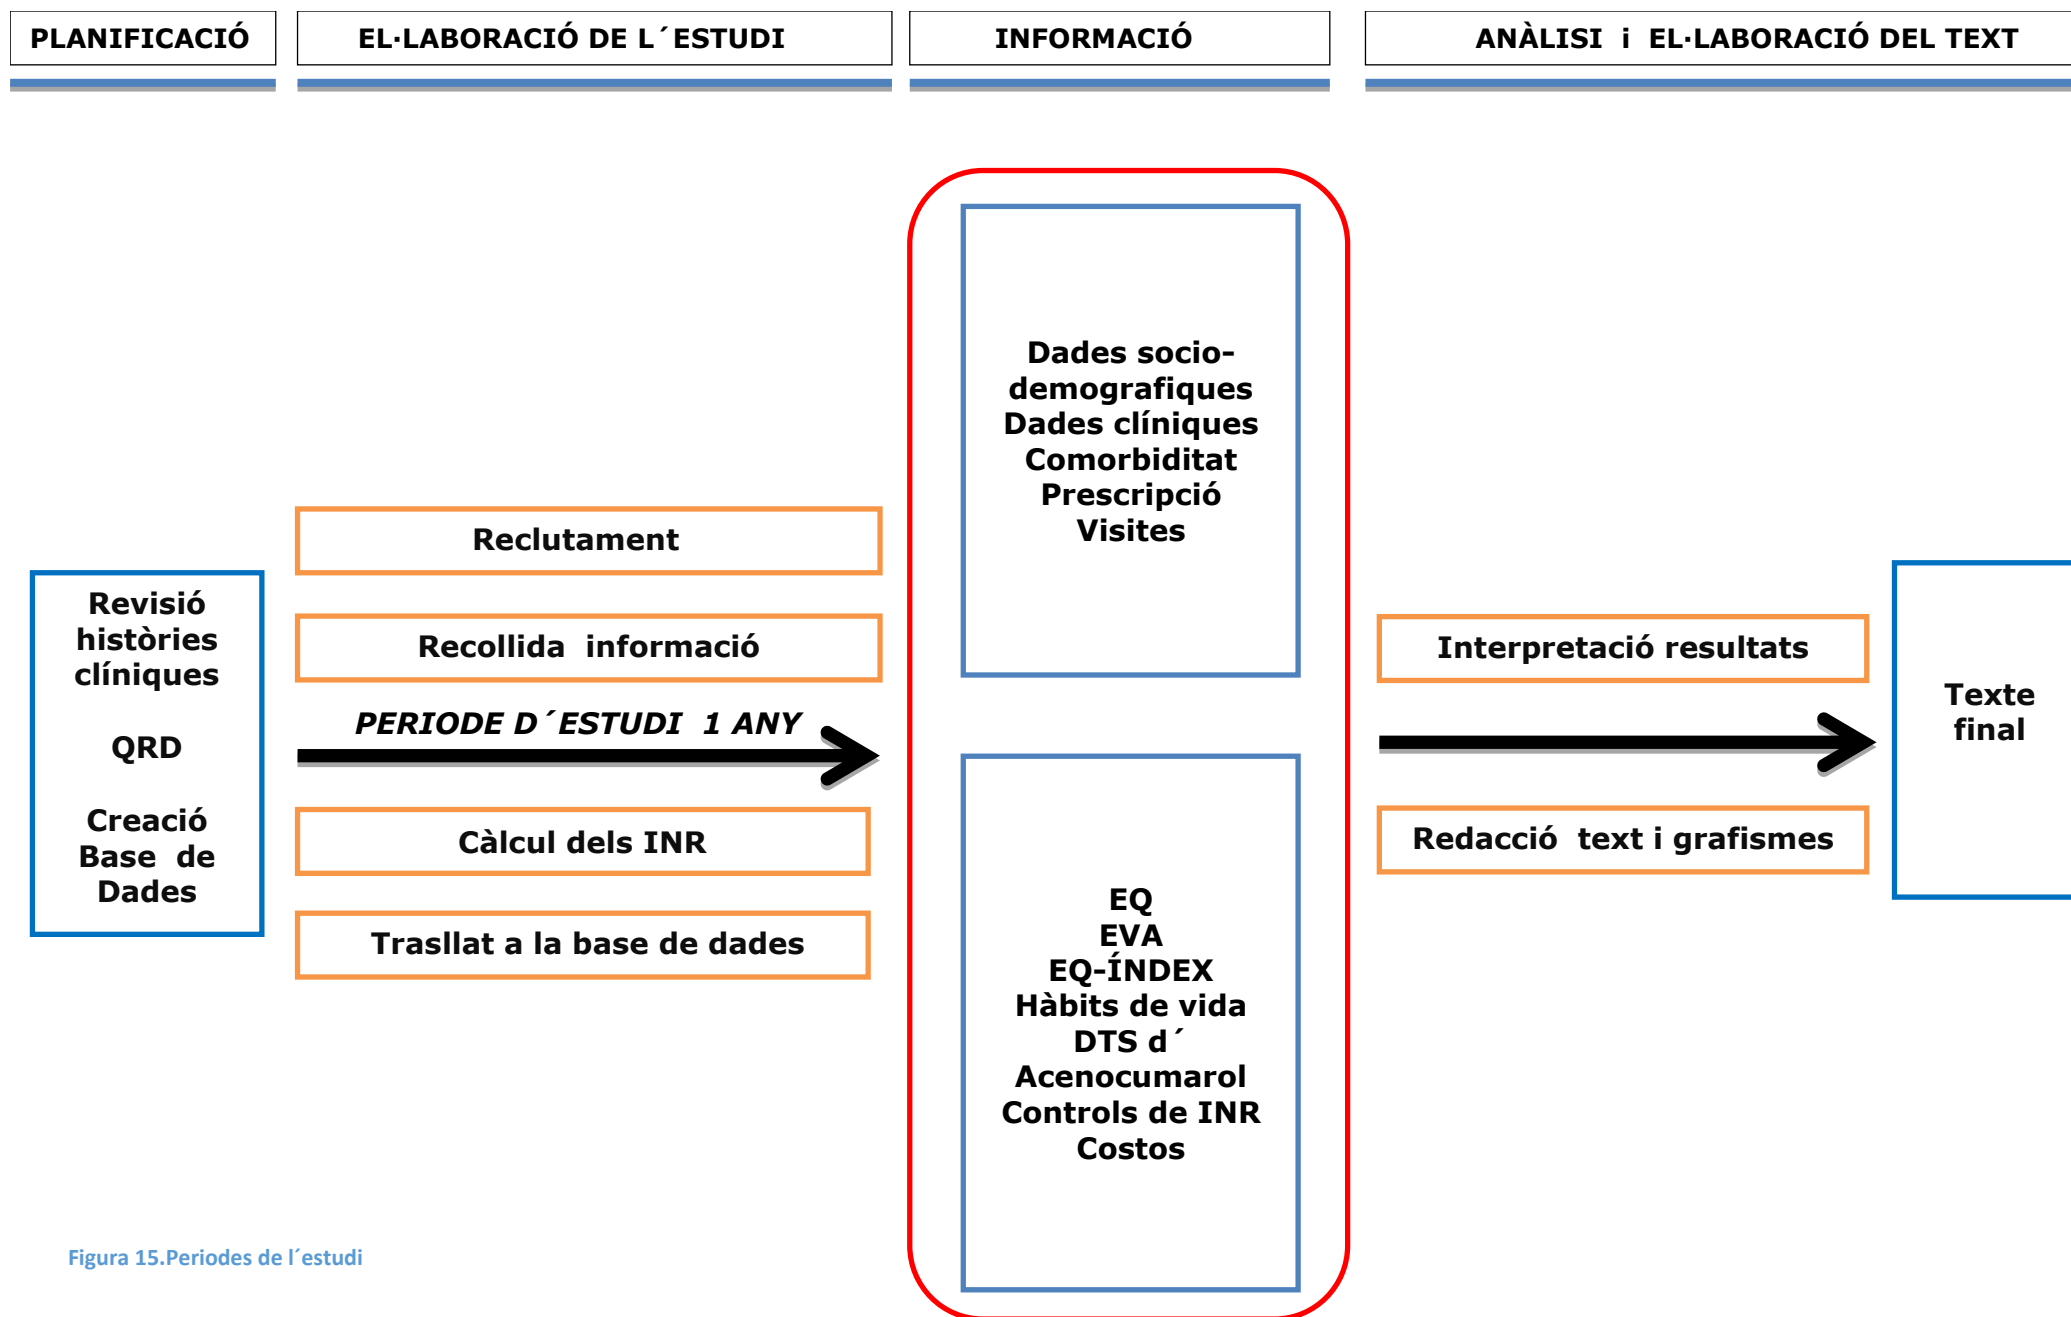 PLANIFICACIÓ
EL·LABORACIÓ DE L´ESTUDI
INFORMACIÓ
ANÀLISI i EL·LABORACIÓ DEL TEXT
Revisió
històries
clíniques
QRD
Creació
Base de
Dades
Reclutament
Recollida informació
PERIODE D´ESTUDI 1 ANY
Càlcul dels INR
Trasllat a la base de dades
Dades socio-
demografiques
Dades clíniques
Comorbiditat
Prescripció
Visites
EQ
EVA
EQ-ÍNDEX
Hàbits de vida
DTS d´
Acenocumarol
Controls de INR
Costos
Interpretació resultats
Redacció text i grafismes
Texte
final
Figura 15.Periodes de l´estudi